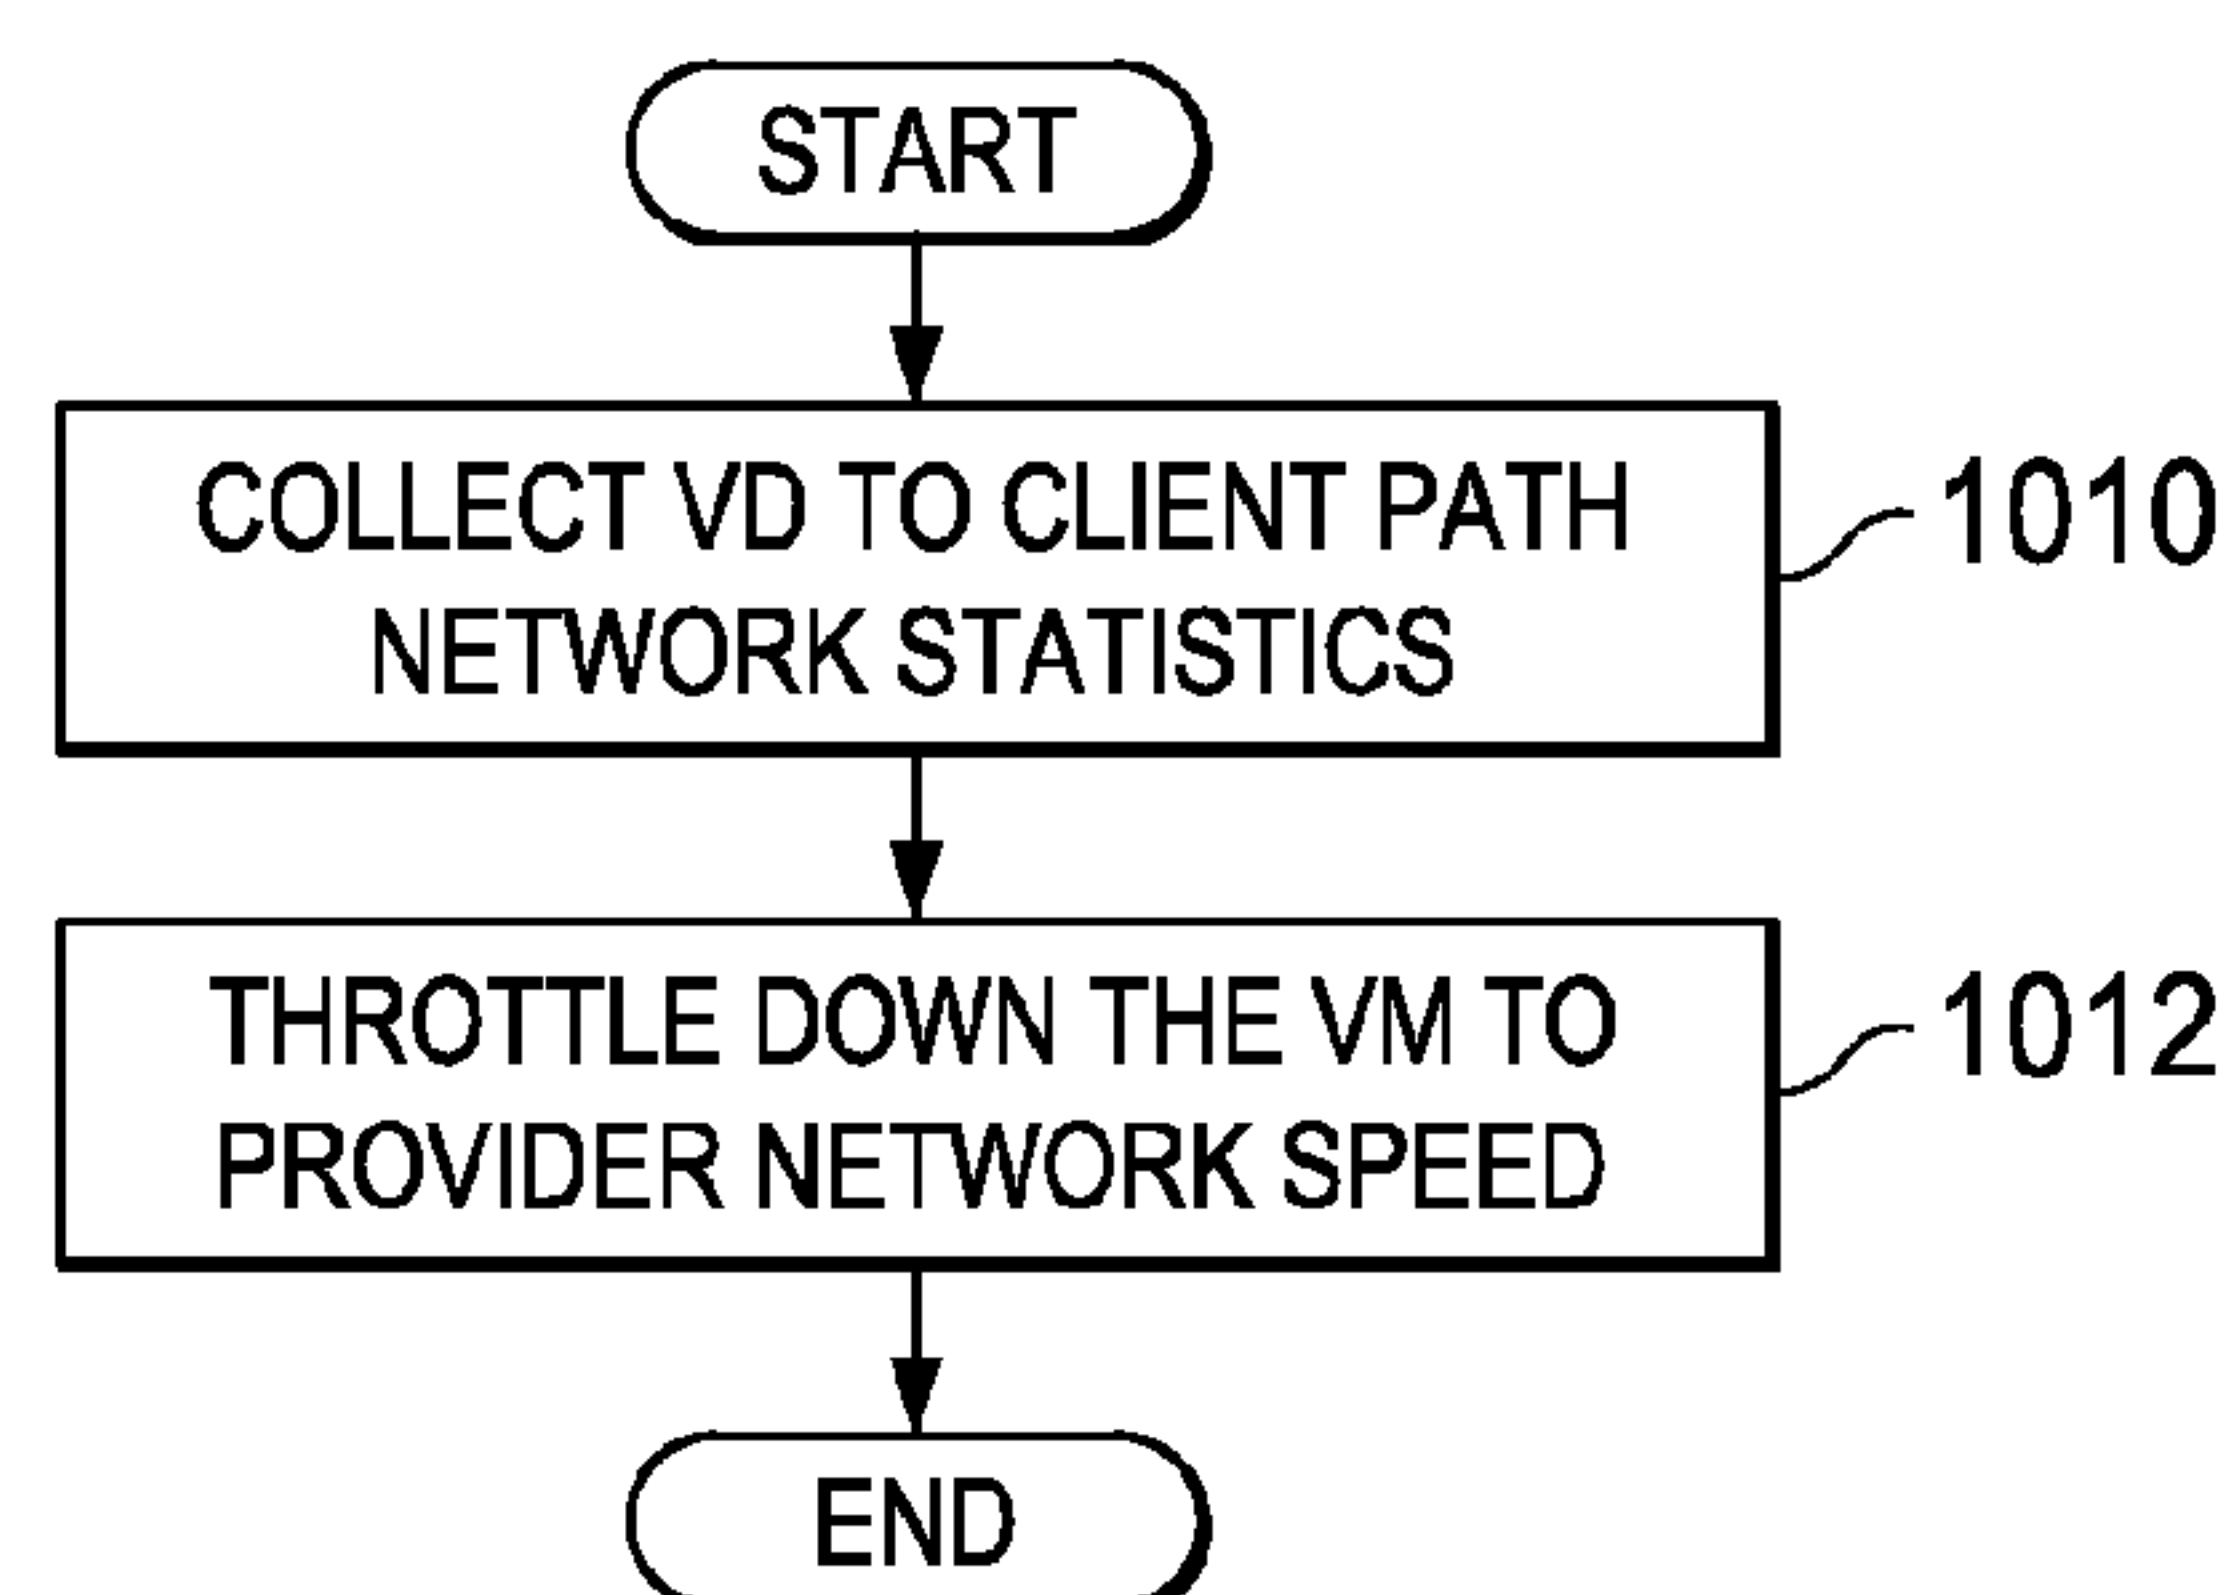 START
COLLECT VD TO CLIENT PATH
NETWORK STATISTICS
1010
THROTTLE DOWN THE VM TO
PROVIDER NETWORK SPEED
1012
END